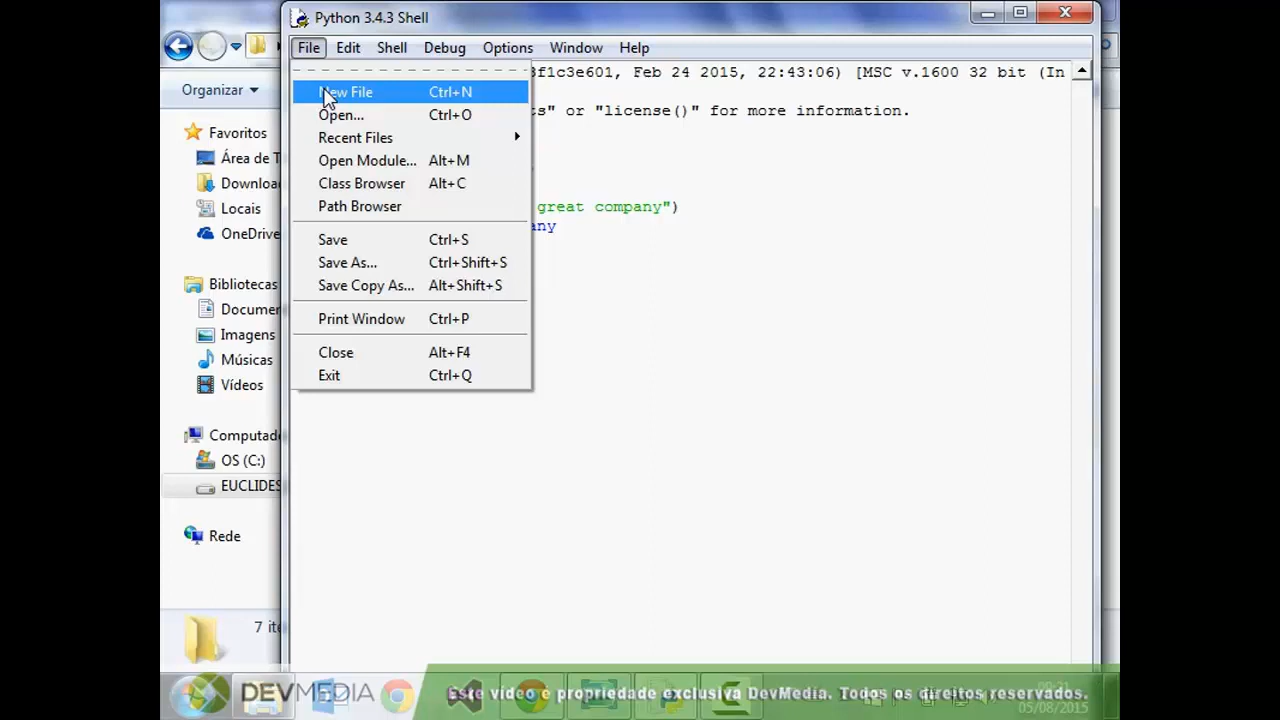 Python 3.4.3 Shell
File Edit Shell Debug Options Window Help
3f1c3e601, Feb 24 2015, 22:43:06) [MSC v.1600 32 bit (In
New File Ctrl+N
ts" or "license()" for more information.
Open... Ctrl+O
Recent Files
Open Module... Alt+M
Class Browser Alt+C
Path Browser
great company")
any
Save Ctrl+S
Save As... Ctrl+Shift+S
Save Copy As... Alt+Shift+S
Print Window Ctrl+P
Close Alt+F4
Exit Ctrl+Q
Organizar
Favoritos
Área de T
Downloa
Locais
OneDrive
Bibliotecas
Documen
Imagens
Músicas
Vídeos
Computad
OS (C:)
EUCLIDES
Rede
7 ite
DEVMEDIA
Este vídeo é propriedade exclusiva DevMedia. Todos os direitos reservados.
05/08/2015